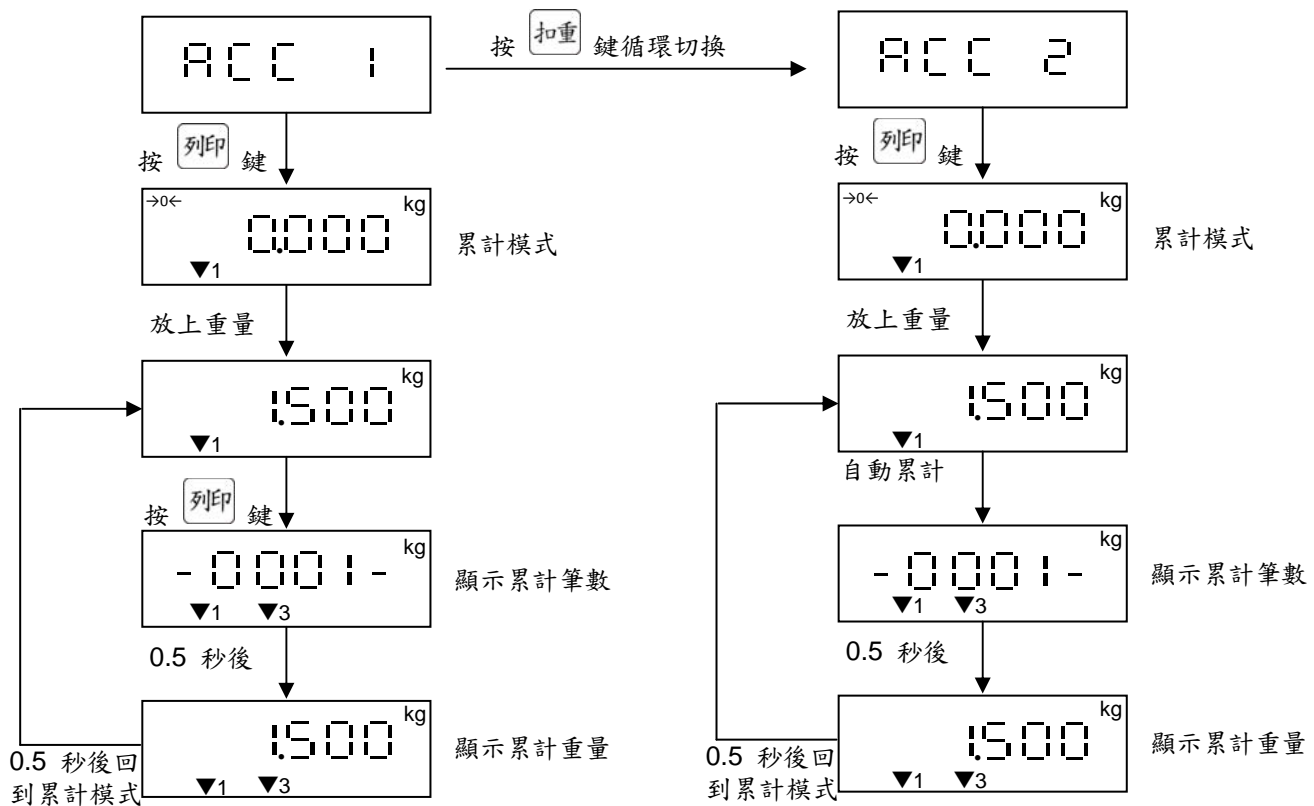 ACC 1
按 扣重 鍵循環切換
ACC 2
按 列印 鍵
→0← 0.000 kg
▼1
累計模式
放上重量
1.500 kg
▼1
按 列印 鍵
-0001- kg
▼1 ▼3
顯示累計筆數
0.5 秒後
1.500 kg
▼1 ▼3
顯示累計重量
0.5 秒後回
到累計模式
按 列印 鍵
→0← 0.000 kg
▼1
累計模式
放上重量
1.500 kg
▼1
自動累計
-0001- kg
▼1 ▼3
顯示累計筆數
0.5 秒後
1.500 kg
▼1 ▼3
顯示累計重量
0.5 秒後回
到累計模式